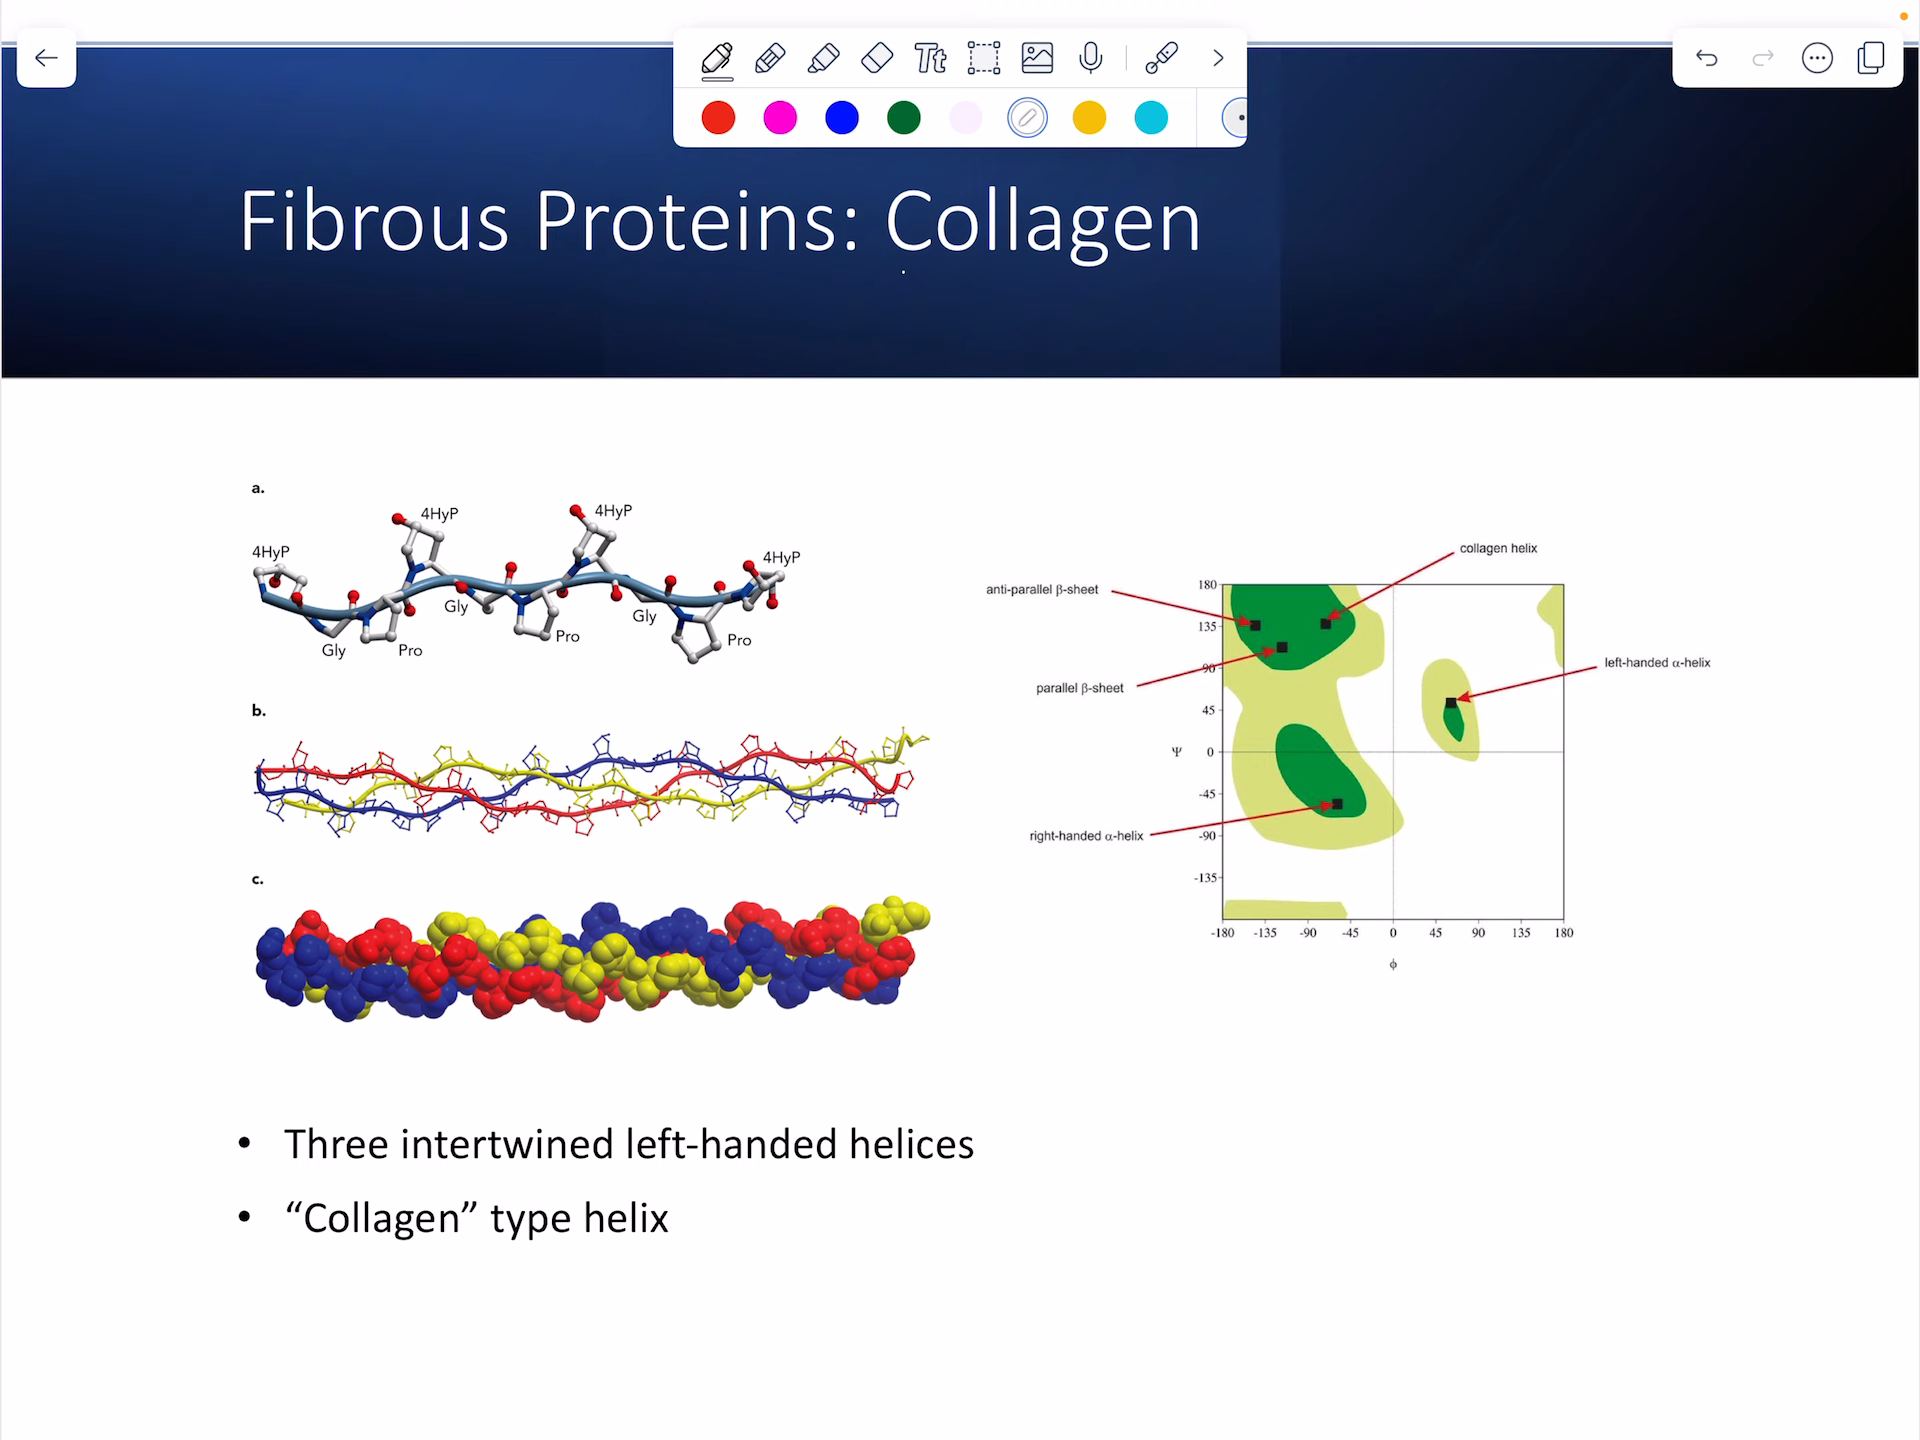 Tt
Fibrous Proteins: Collagen
a.
4HyP
4HyP
4HyP
4HyP
Gly
Gly
Pro
Pro
Gly
Pro
b.
c.
collagen helix
anti-parallel β-sheet
parallel β-sheet
left-handed α-helix
right-handed α-helix
180
135
90
45
Ψ
0
-45
-90
-135
-180 -135 -90 -45 0 45 90 135 180
ϕ
• Three intertwined left-handed helices
• “Collagen” type helix